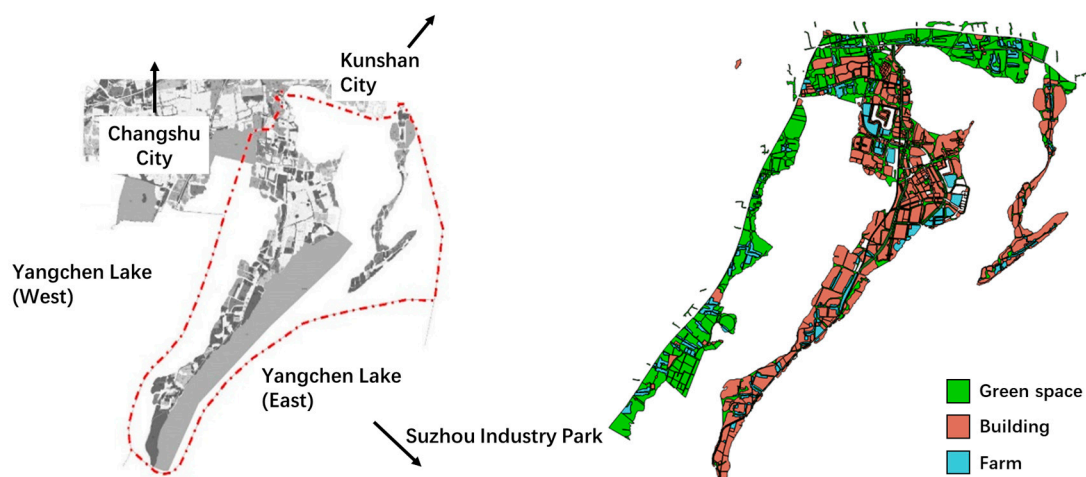 Kunshan
City
Changshu
City
Yangchen Lake
(West)
Yangchen Lake
(East)
Suzhou Industry Park
Green space
Building
Farm